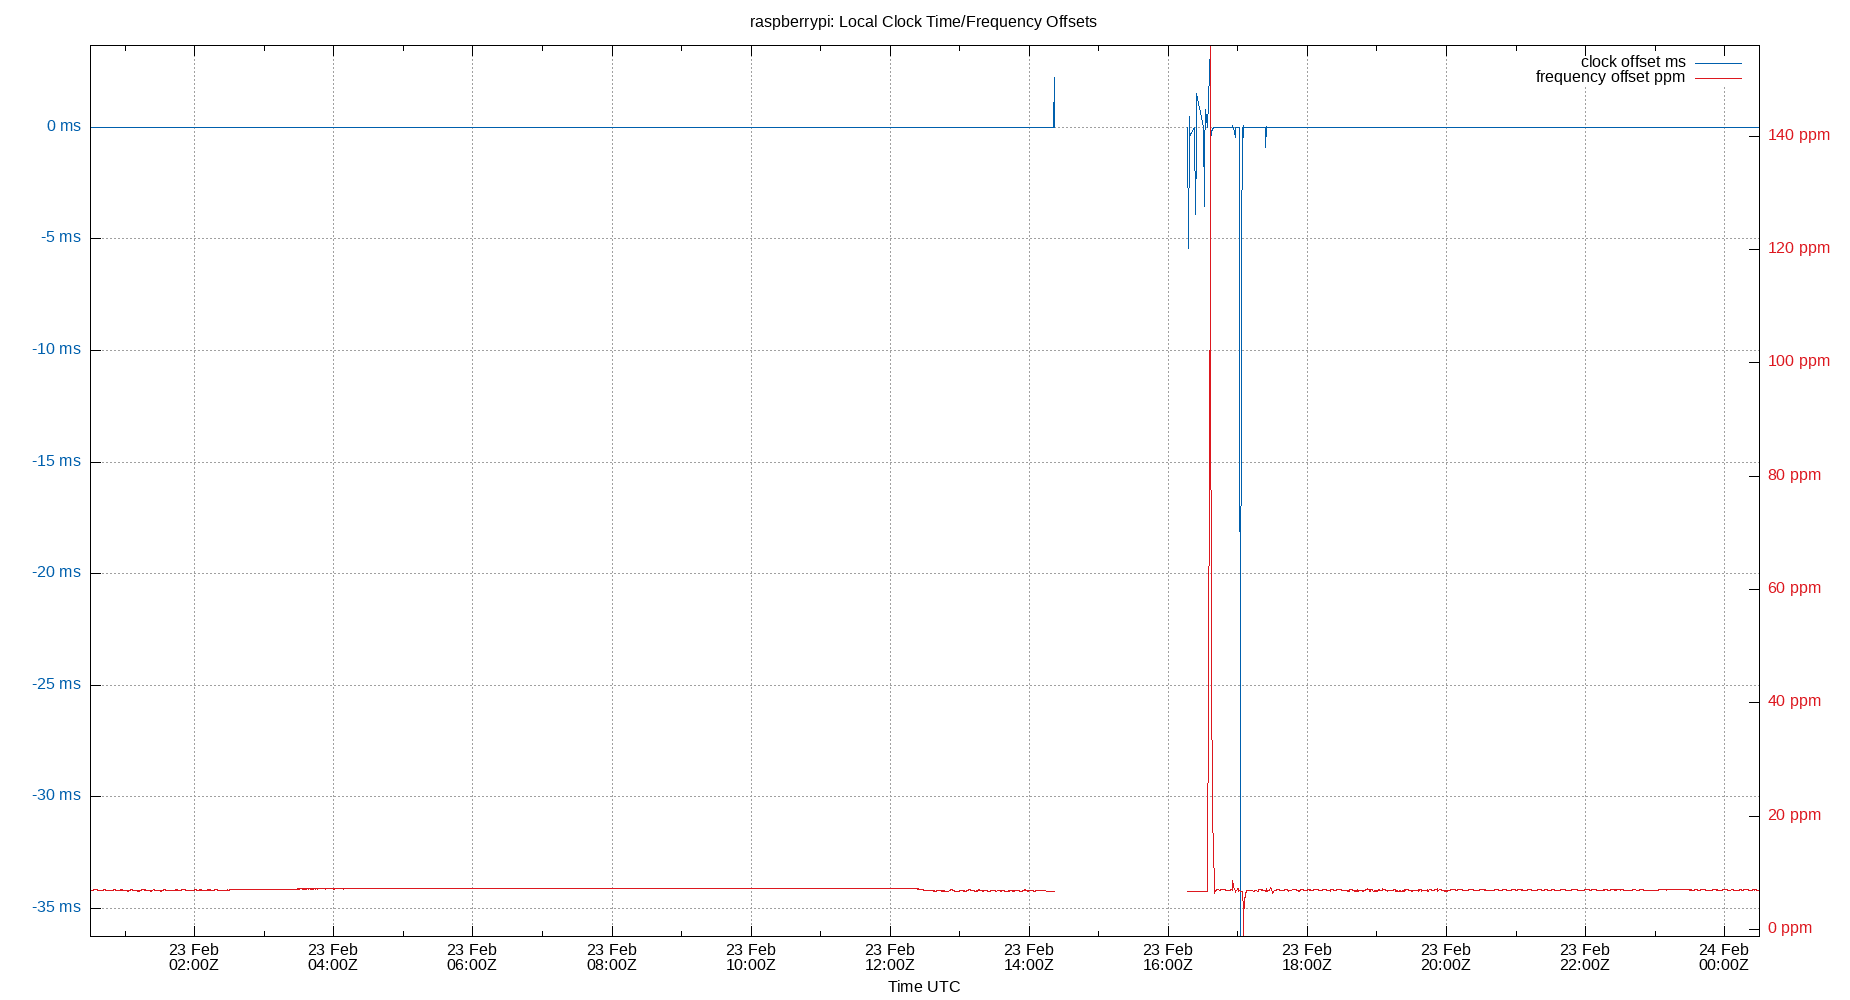 raspberrypi: Local Clock Time/Frequency Offsets
clock offset ms
frequency offset ppm
0 ms
-5 ms
-10 ms
-15 ms
-20 ms
-25 ms
-30 ms
-35 ms
140 ppm
120 ppm
100 ppm
80 ppm
60 ppm
40 ppm
20 ppm
0 ppm
23 Feb
02:00Z
23 Feb
04:00Z
23 Feb
06:00Z
23 Feb
08:00Z
23 Feb
10:00Z
23 Feb
12:00Z
23 Feb
14:00Z
23 Feb
16:00Z
23 Feb
18:00Z
23 Feb
20:00Z
23 Feb
22:00Z
24 Feb
00:00Z
Time UTC